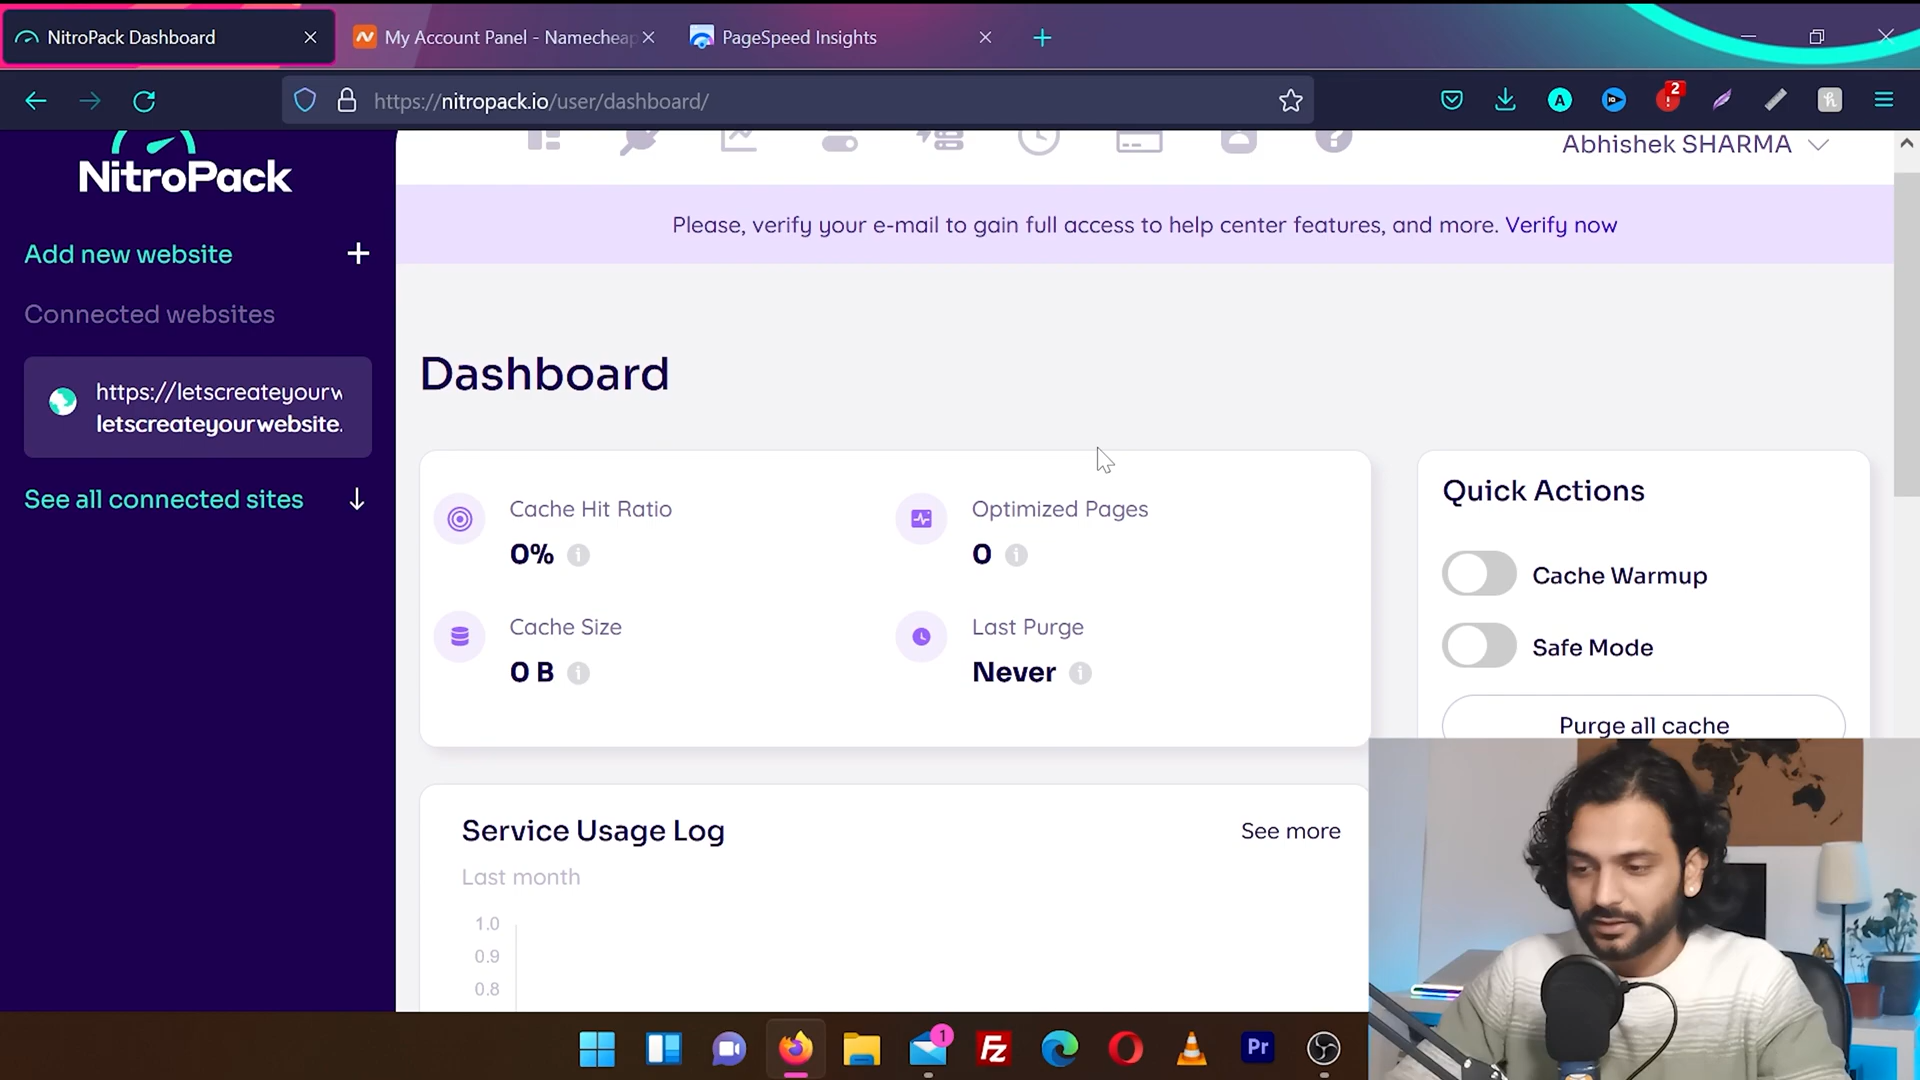 NitroPack Dashboard
My Account Panel - Namecheap
PageSpeed Insights
https://nitropack.io/user/dashboard/
2
NitroPack
Abhishek SHARMA
Please, verify your e-mail to gain full access to help center features, and more. Verify now
Add new website
Connected websites
https://letscreateyourw
letscreateyourwebsite.
See all connected sites
Dashboard
Cache Hit Ratio
0%
Optimized Pages
0
Cache Size
0 B
Last Purge
Never
Quick Actions
Cache Warmup
Safe Mode
Purge all cache
Service Usage Log
See more
Last month
1.0
0.9
0.8
1
Fz
Pr